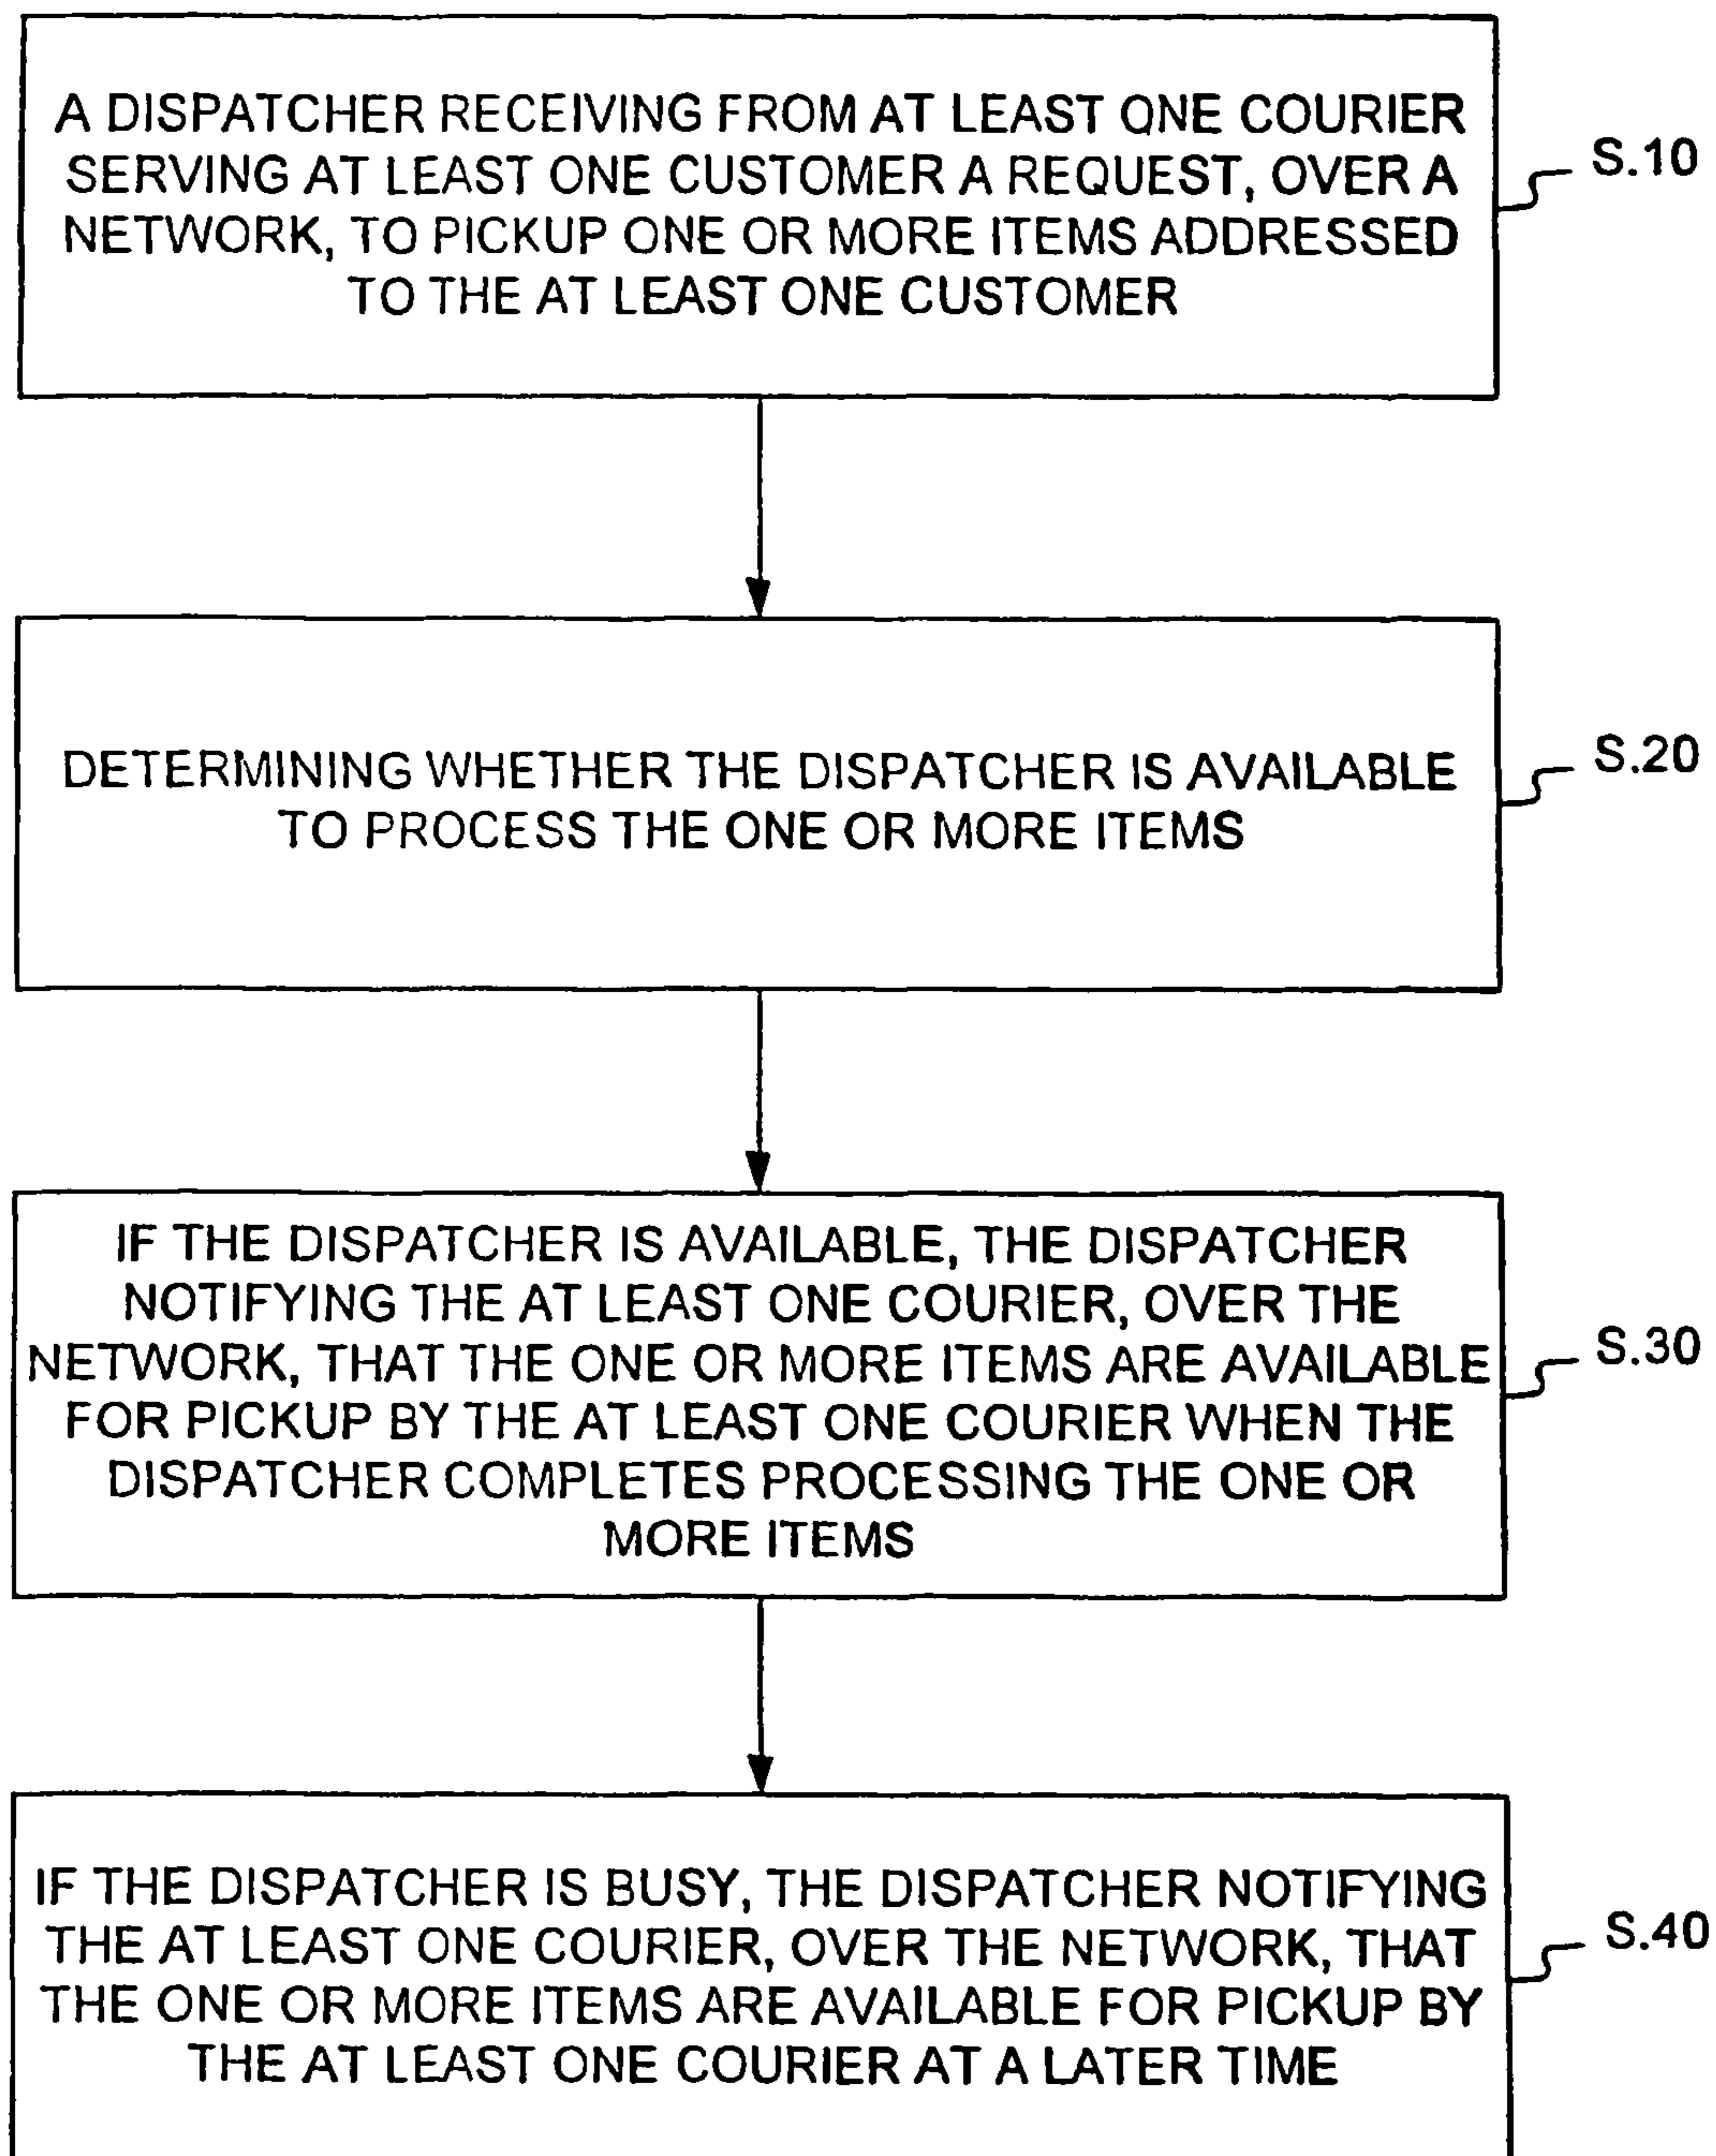 A DISPATCHER RECEIVING FROM AT LEAST ONE COURIER
SERVING AT LEAST ONE CUSTOMER A REQUEST, OVER A
NETWORK, TO PICKUP ONE OR MORE ITEMS ADDRESSED
TO THE AT LEAST ONE CUSTOMER
S.10
DETERMINING WHETHER THE DISPATCHER IS AVAILABLE
TO PROCESS THE ONE OR MORE ITEMS
S.20
IF THE DISPATCHER IS AVAILABLE, THE DISPATCHER
NOTIFYING THE AT LEAST ONE COURIER, OVER THE
NETWORK, THAT THE ONE OR MORE ITEMS ARE AVAILABLE
FOR PICKUP BY THE AT LEAST ONE COURIER WHEN THE
DISPATCHER COMPLETES PROCESSING THE ONE OR
MORE ITEMS
S.30
IF THE DISPATCHER IS BUSY, THE DISPATCHER NOTIFYING
THE AT LEAST ONE COURIER, OVER THE NETWORK, THAT
THE ONE OR MORE ITEMS ARE AVAILABLE FOR PICKUP BY
THE AT LEAST ONE COURIER AT A LATER TIME
S.40